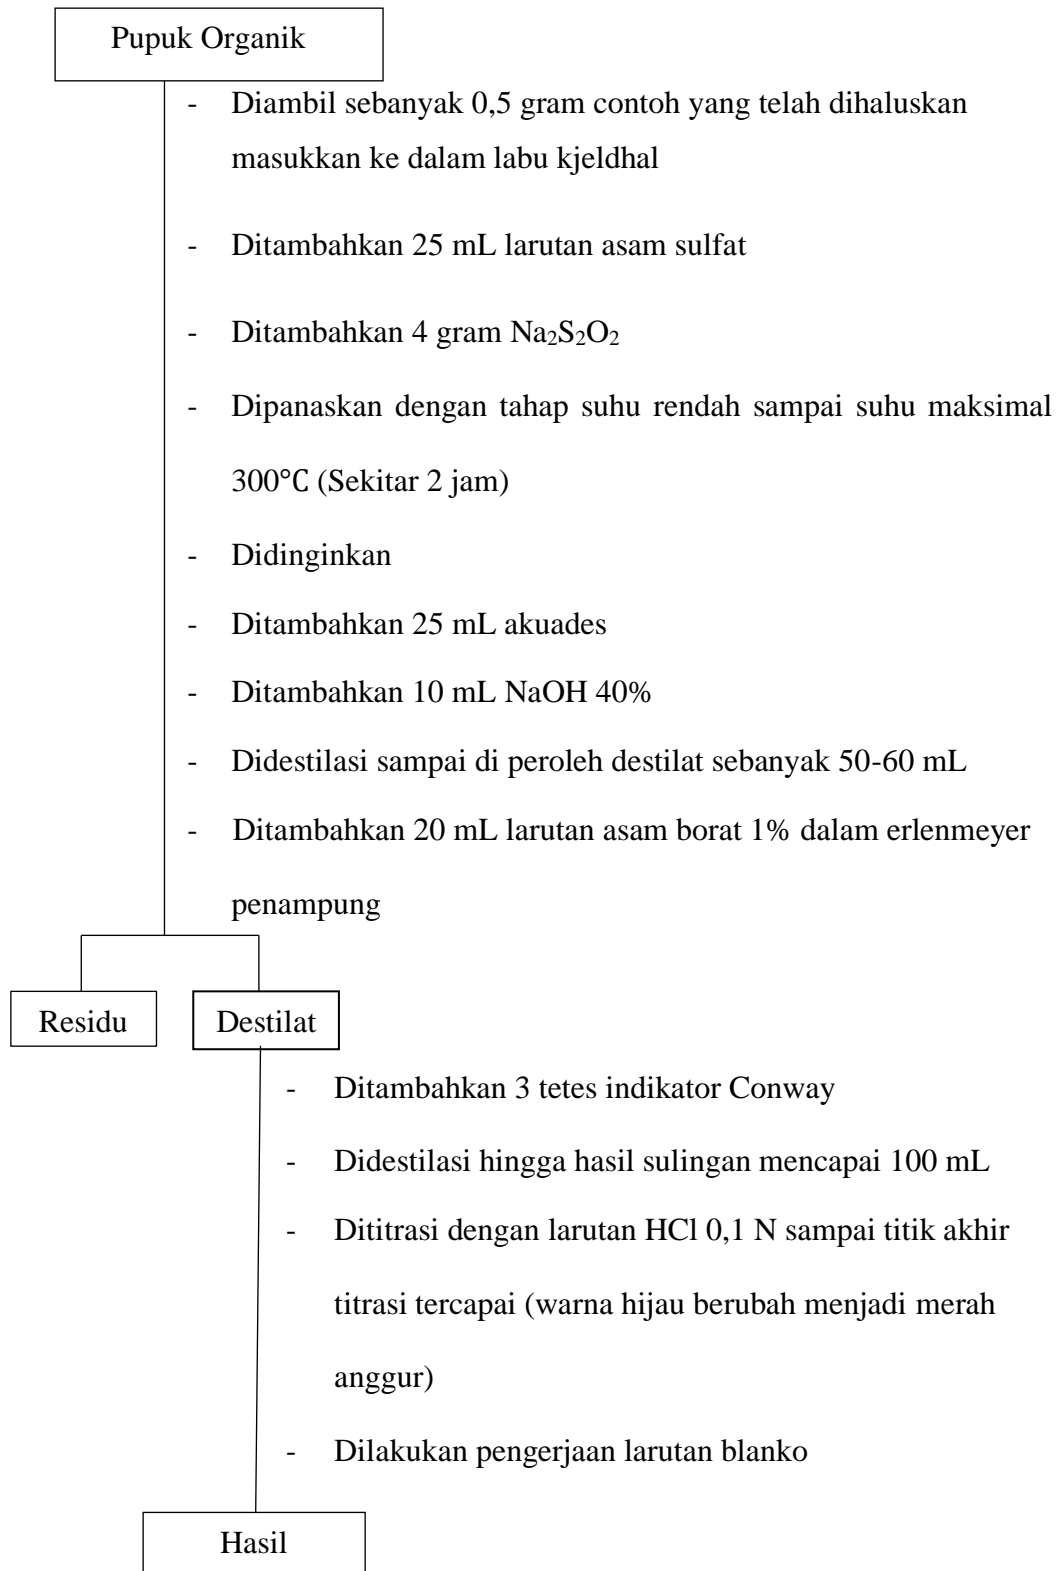 Pupuk Organik
- Diambil sebanyak 0,5 gram contoh yang telah dihaluskan
masukkan ke dalam labu kjeldhal
- Ditambahkan 25 mL larutan asam sulfat
- Ditambahkan 4 gram Na₂S₂O₂
- Dipanaskan dengan tahap suhu rendah sampai suhu maksimal
300°C (Sekitar 2 jam)
- Didinginkan
- Ditambahkan 25 mL akuades
- Ditambahkan 10 mL NaOH 40%
- Didestilasi sampai di peroleh destilat sebanyak 50-60 mL
- Ditambahkan 20 mL larutan asam borat 1% dalam erlenmeyer
penampung
Residu
Destilat
- Ditambahkan 3 tetes indikator Conway
- Didestilasi hingga hasil sulingan mencapai 100 mL
- Dititrasi dengan larutan HCl 0,1 N sampai titik akhir
titrasi tercapai (warna hijau berubah menjadi merah
anggur)
- Dilakukan pengerjaan larutan blanko
Hasil